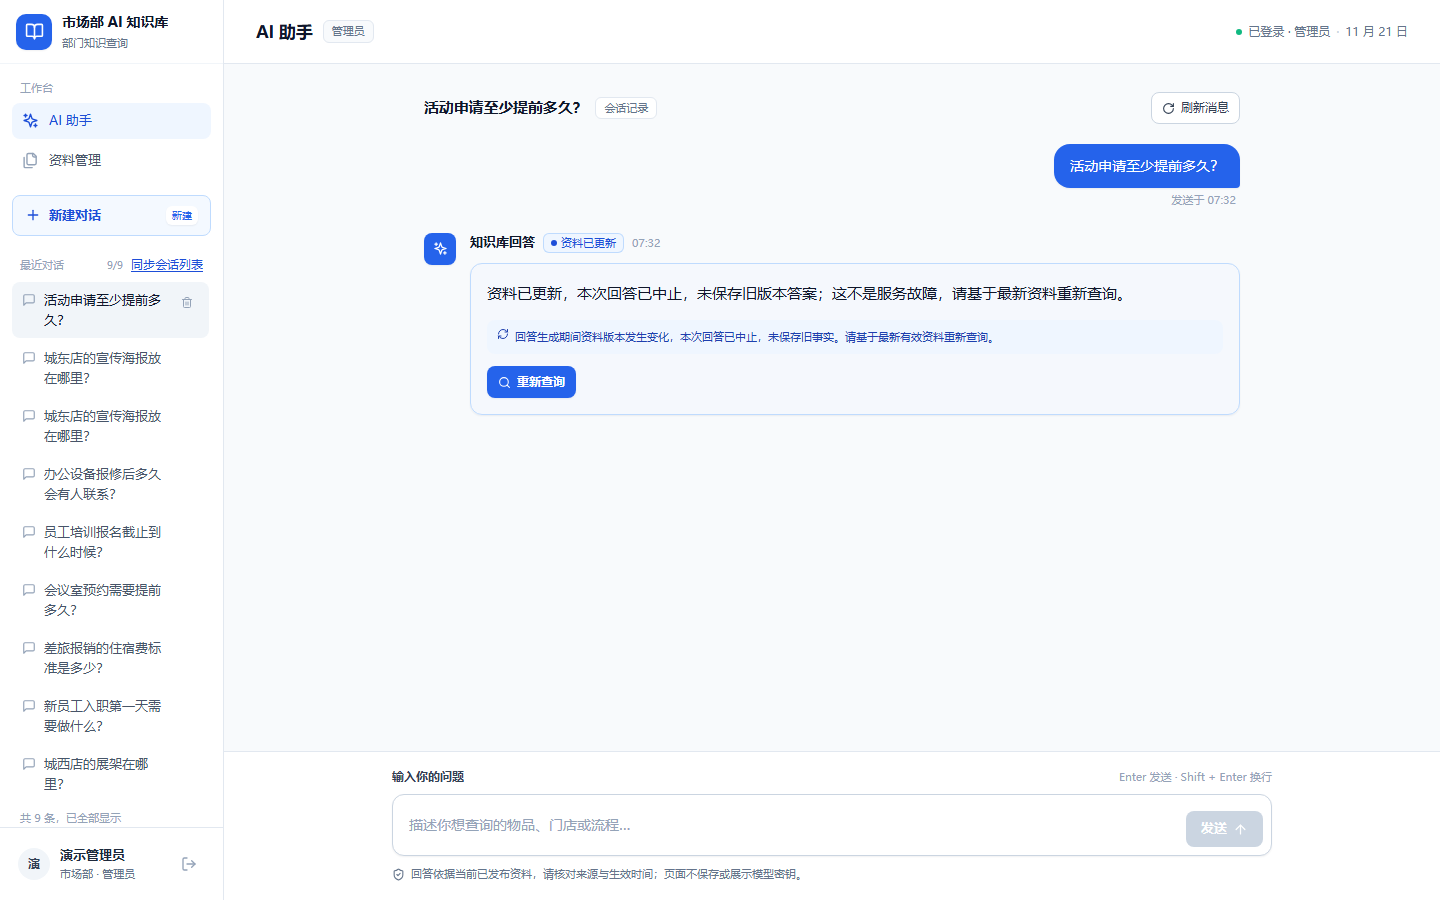 市场部 AI 知识库
部门知识查询
工作台
AI 助手
资料管理
新建对话
新建
最近对话
9/9
同步会话列表
活动申请至少提前多
久?
城东店的宣传海报放
在哪里?
城东店的宣传海报放
在哪里?
办公设备报修后多久
会有人联系?
员工培训报名截止到
什么时候?
会议室预约需要提前
多久?
差旅报销的住宿费标
准是多少?
新员工入职第一天需
要做什么?
城西店的展架在哪
里?
共 9 条，已全部显示
演
演示管理员
市场部 · 管理员
AI 助手
管理员
已登录 · 管理员 · 11 月 21 日
活动申请至少提前多久?
会话记录
刷新消息
活动申请至少提前多久?
发送于 07:32
知识库回答
资料已更新
07:32
资料已更新，本次回答已中止，未保存旧版本答案；这不是服务故障，请基于最新资料重新查询。
回答生成期间资料版本发生变化，本次回答已中止，未保存旧事实。请基于最新有效资料重新查询。
重新查询
输入你的问题
Enter 发送 · Shift + Enter 换行
描述你想查询的物品、门店或流程...
发送
回答依据当前已发布资料，请核对来源与生效时间；页面不保存或展示模型密钥。